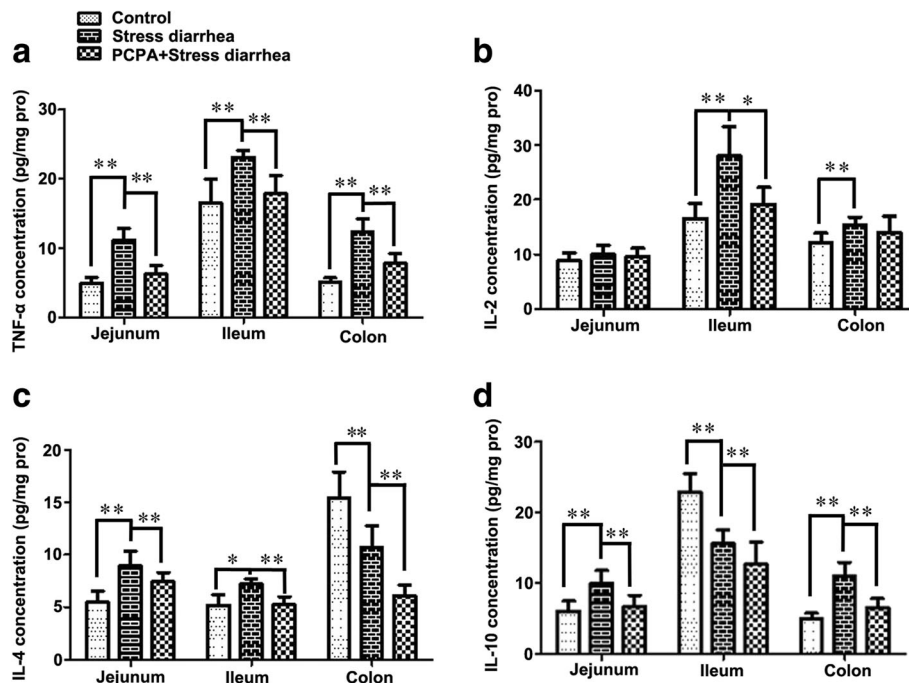 Control
Stress diarrhea
PCPA+Stress diarrhea
a
TNF-α concentration (pg/mg pro)
30
20
10
0
** ** ** ** ** **
Jejunum Ileum Colon
b
IL-2 concentration (pg/mg pro)
40
30
20
10
0
** * **
Jejunum Ileum Colon
c
IL-4 concentration (pg/mg pro)
20
15
10
5
0
** ** * ** ** **
Jejunum Ileum Colon
d
IL-10 concentration (pg/mg pro)
30
20
10
0
** ** ** ** ** **
Jejunum Ileum Colon